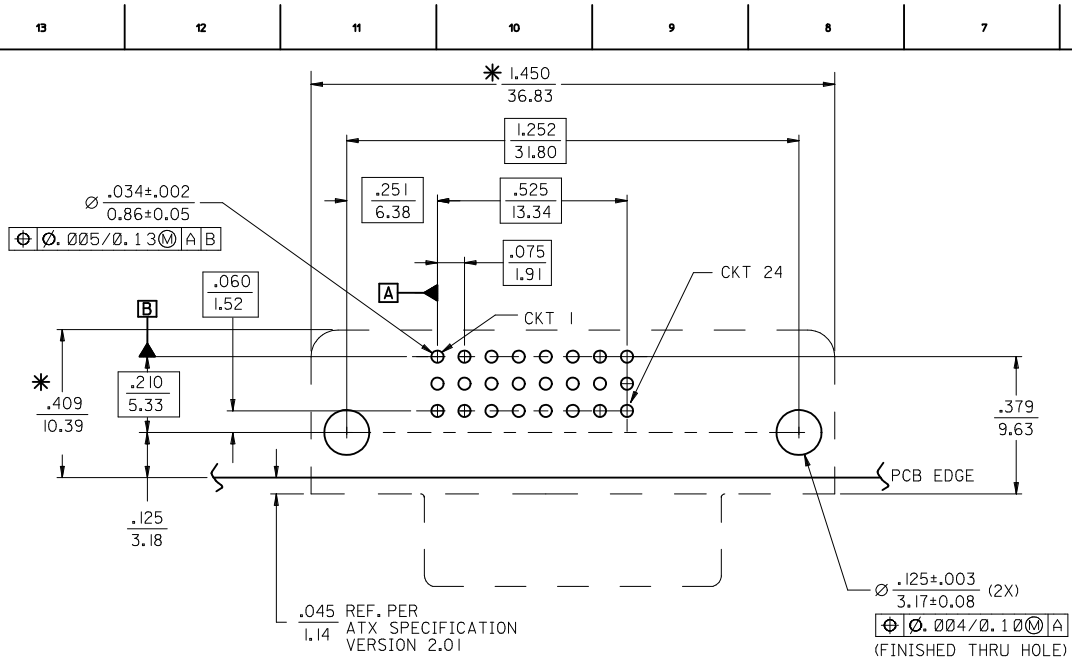 13 12 11 10 9 8 7
✱ 1.450
36.83
1.252
31.80
.251
6.38
.525
13.34
Ø .034±.002
0.86±0.05
⌖ Ø.005/0.13Ⓜ A B
.075
1.91
.060
1.52
A
CKT 24
B
CKT 1
✱
.409
10.39
.210
5.33
.379
9.63
PCB EDGE
.125
3.18
.045 REF. PER
1.14 ATX SPECIFICATION
VERSION 2.01
Ø .125±.003 (2X)
3.17±0.08
⌖ Ø.004/0.10Ⓜ A
(FINISHED THRU HOLE)